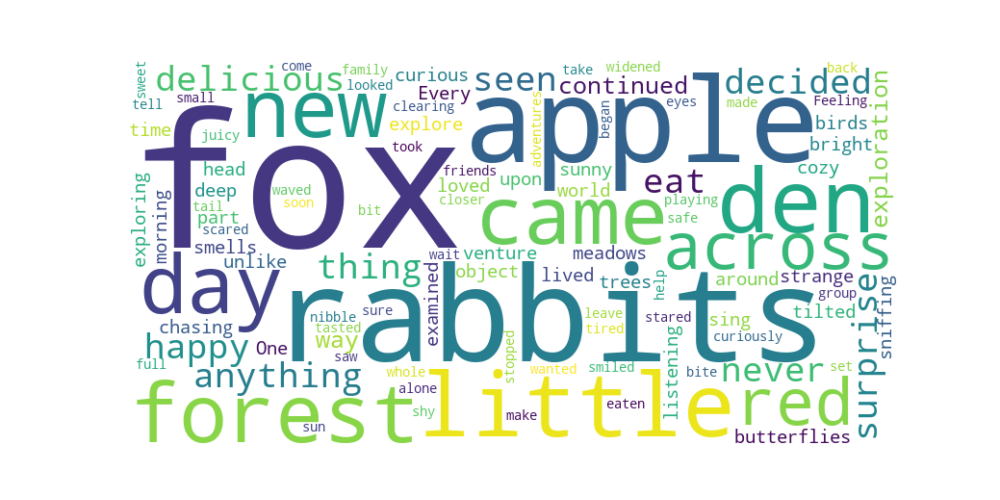 sweet
come
family
looked
curious
seen
take
widened
decided
back
delicious
Every
continued
tell
small
new
clearing
apple
began
eyes
made
Feeling
time
juicy
explore
adventures
birds
fox
took
bright
exploration
head
friends
loved
upon
sunny
eat
cozy
exploring
morning
deep
waved
closer
world
den
tail
soon
bit
came
playing
part
safe
scared
smells
across
unlike
thing
wait
venture
meadows
day
object
lived
trees
help
around
strange
rabbits
examined
group
sniffing
nibble
sure
leave
tilted
chasing
tasted
tired
stared
sing
surprise
happy
One
way
curiously
saw
stopped
full
anything
whole
wanted
smiled
listening
bite
never
set
forest
alone
little
red
shy
make
eaten
sun
butterflies